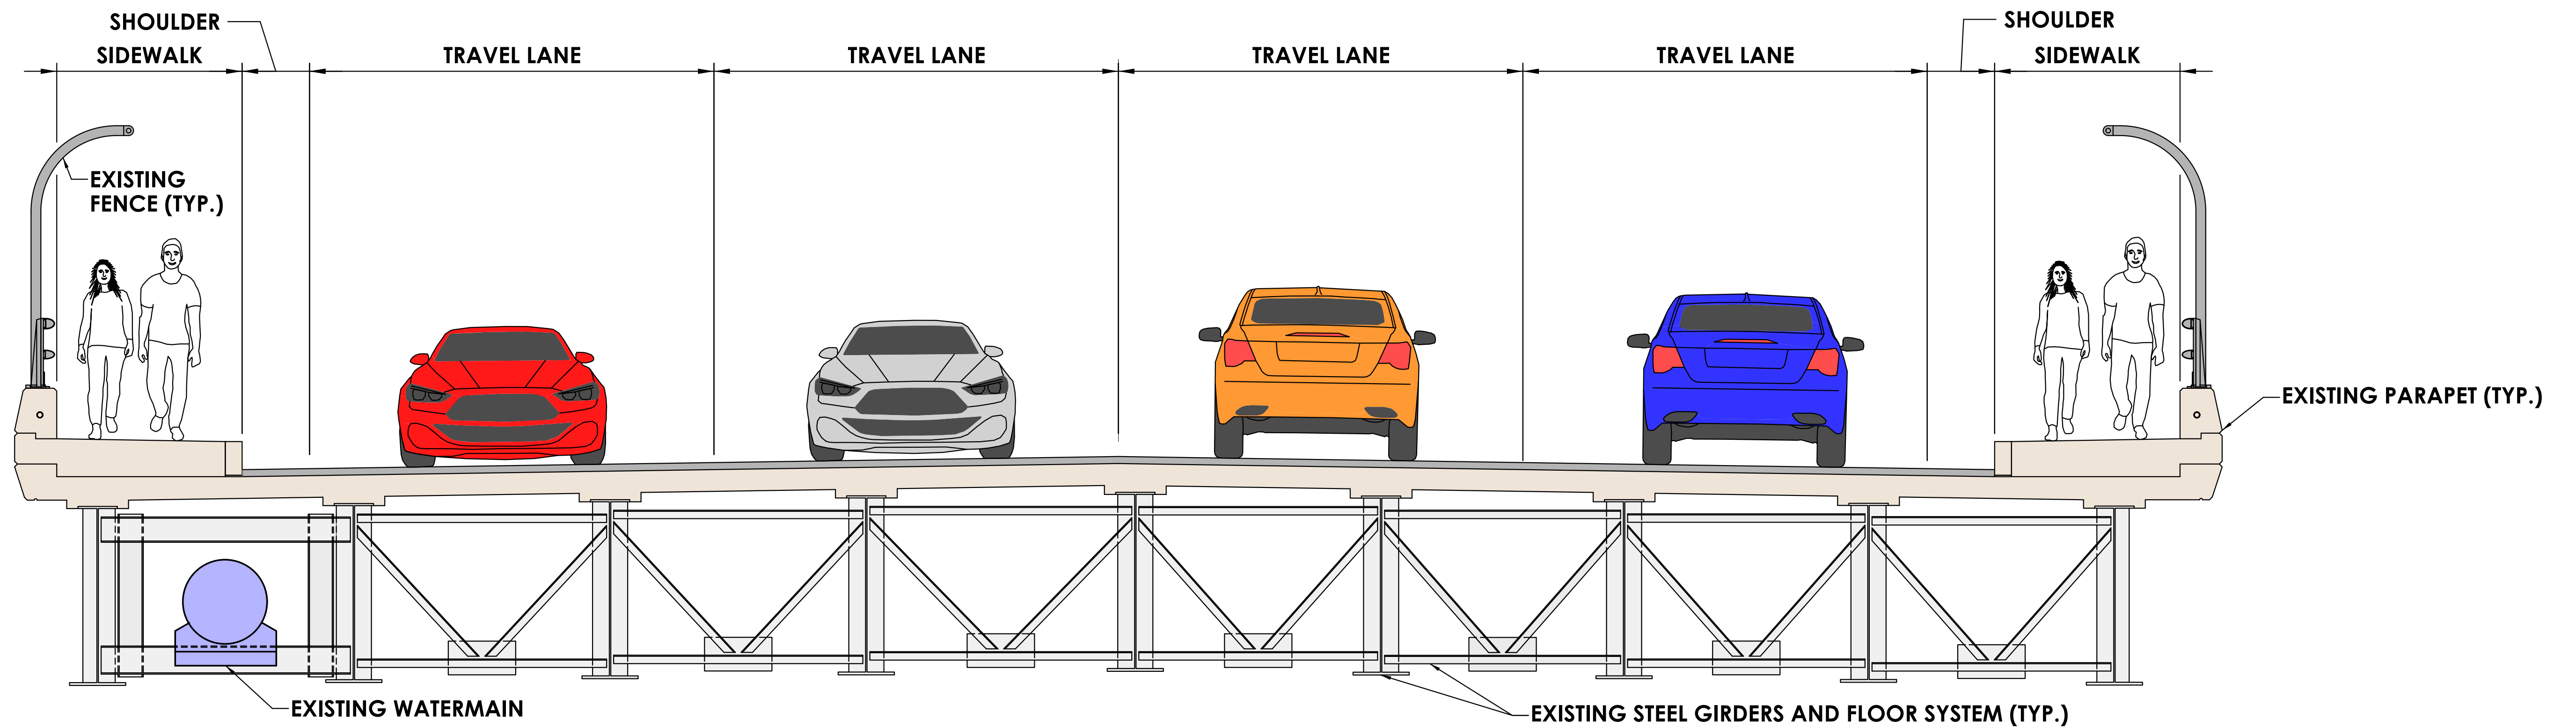 SHOULDER
SHOULDER
SIDEWALK
TRAVEL LANE
TRAVEL LANE
TRAVEL LANE
TRAVEL LANE
SIDEWALK
EXISTING
FENCE (TYP.)
EXISTING PARAPET (TYP.)
EXISTING WATERMAIN
EXISTING STEEL GIRDERS AND FLOOR SYSTEM (TYP.)